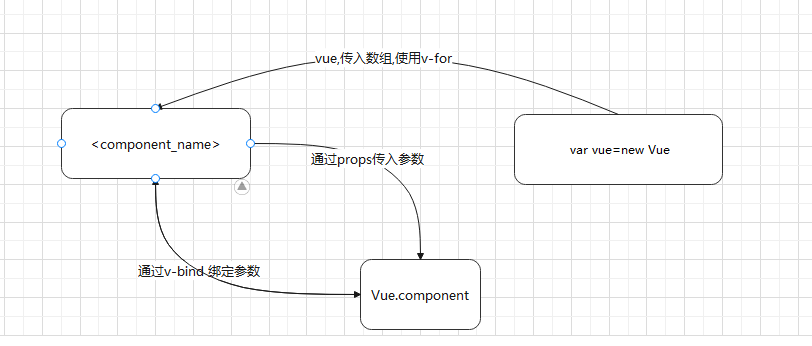 vue,传入数组,使用v-for
<component_name>
var vue=new Vue
通过props传入参数
通过v-bind 绑定参数
Vue.component